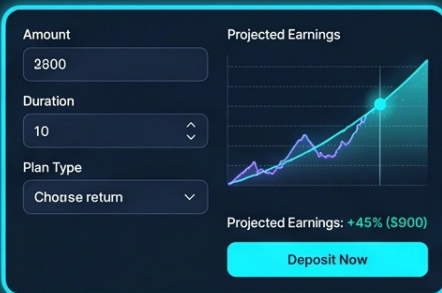 Amount
2800
Duration
10
Plan Type
Choose return
Projected Earnings
Projected Earnings: +45% ($900)
Deposit Now